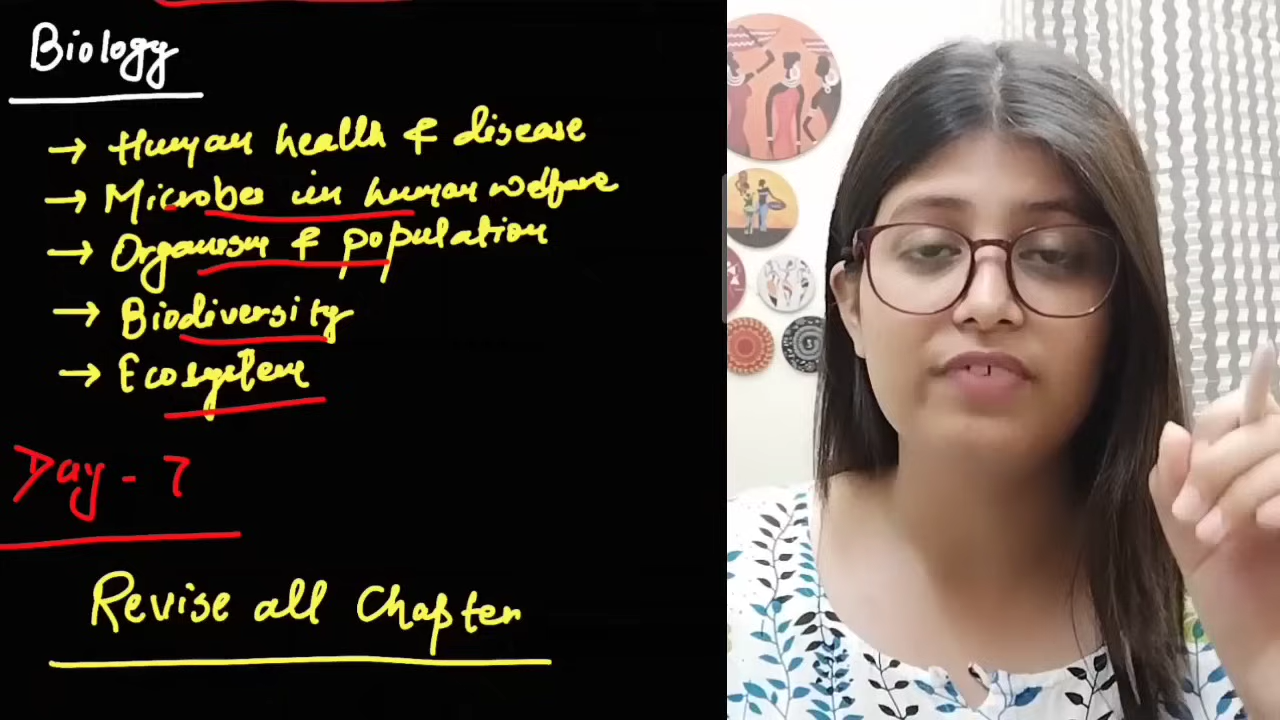 Biology
→ Human health & disease
→ Microbes in human welfare
→ Organism & population
→ Biodiversity
→ Ecosystem
Day - 7
Revise all Chapter